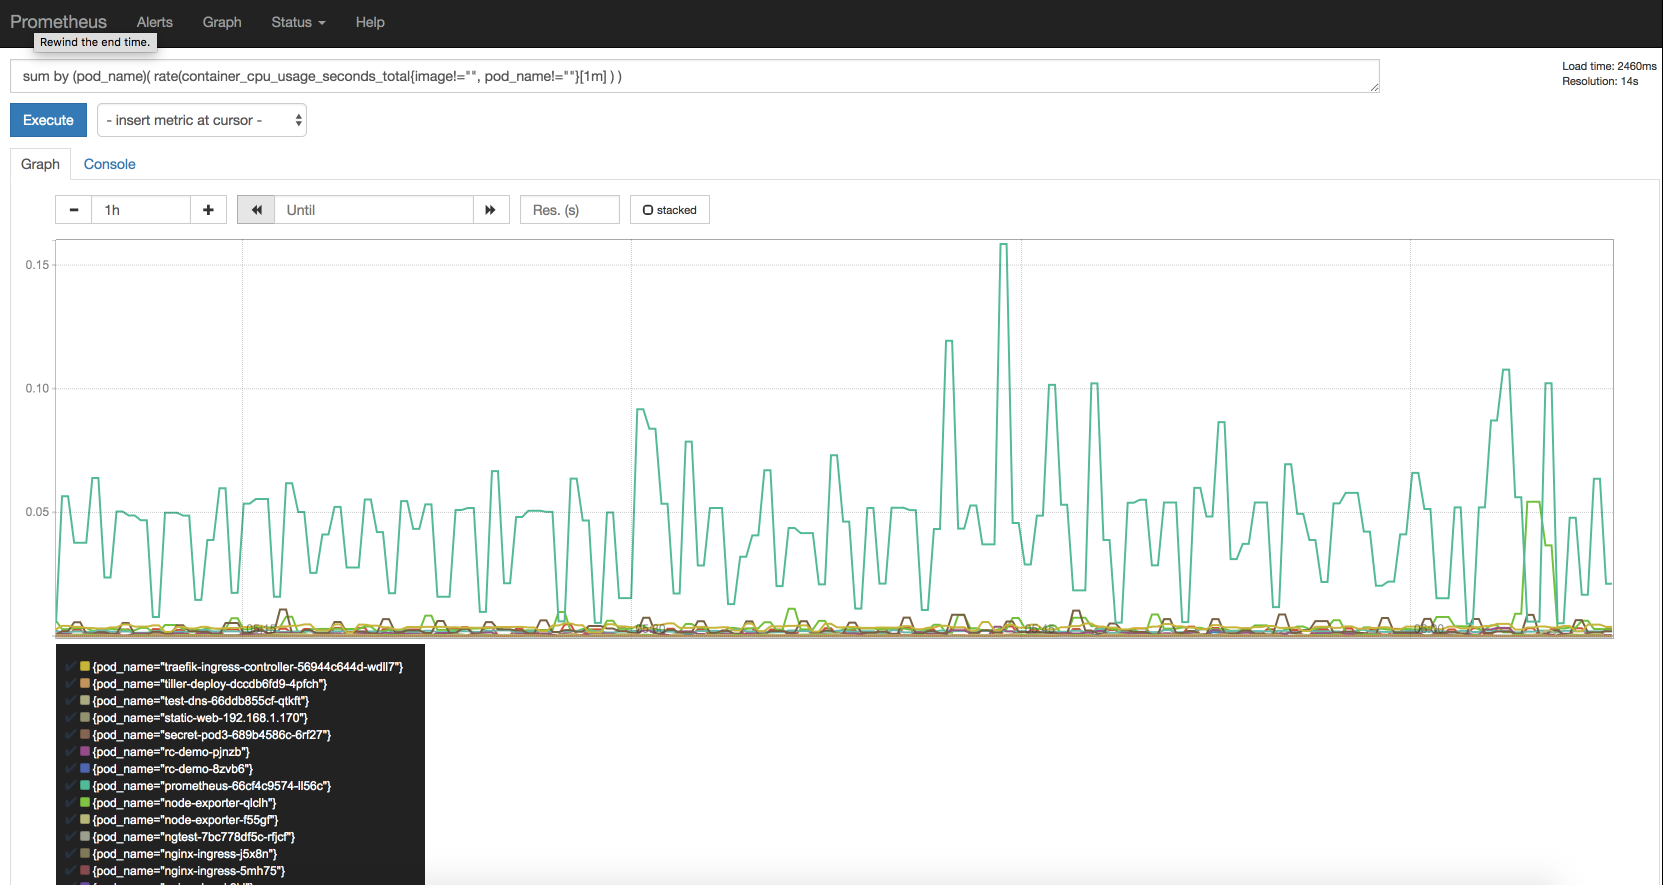 Prometheus Alerts Graph Status Help
Rewind the end time.
sum by (pod_name)( rate(container_cpu_usage_seconds_total{image!="", pod_name!=""}[1m] ) )
Load time: 2460ms
Resolution: 14s
Execute - insert metric at cursor -
Graph Console
1h Until Res. (s) stacked
0.15
0.10
0.05
{pod_name="traefik-ingress-controller-56944c644d-wdll7"}
{pod_name="tiller-deploy-dccdb6fd9-4pfch"}
{pod_name="test-dns-66ddb855cf-qtkft"}
{pod_name="static-web-192.168.1.170"}
{pod_name="secret-pod3-689b4586c-6rf27"}
{pod_name="rc-demo-pjnzb"}
{pod_name="rc-demo-8zvb6"}
{pod_name="prometheus-66cf4c9574-ll56c"}
{pod_name="node-exporter-qlclh"}
{pod_name="node-exporter-f55gf"}
{pod_name="ngtest-7bc778df5c-rfjcf"}
{pod_name="nginx-ingress-j5x8n"}
{pod_name="nginx-ingress-5mh75"}